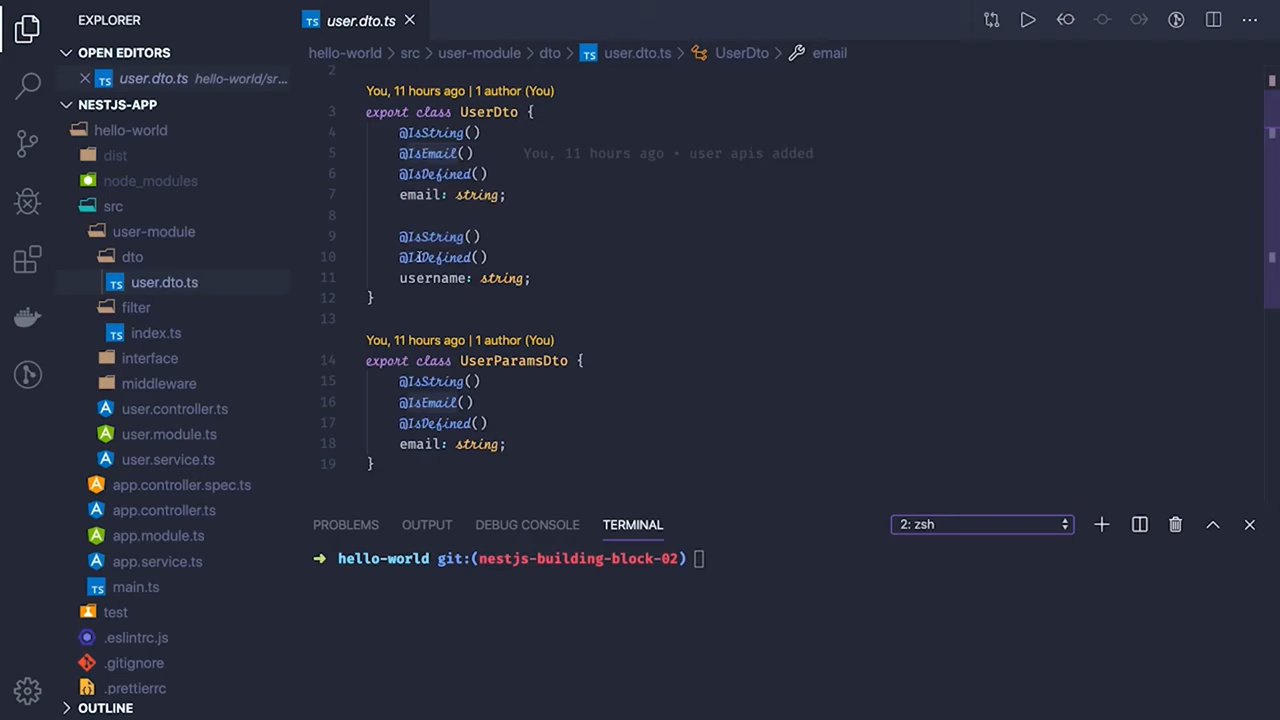 EXPLORER
OPEN EDITORS
TS user.dto.ts hello-world/sr...
NESTJS-APP
hello-world
dist
node_modules
src
user-module
dto
TS user.dto.ts
filter
TS index.ts
interface
middleware
user.controller.ts
user.module.ts
user.service.ts
app.controller.spec.ts
app.controller.ts
app.module.ts
app.service.ts
TS main.ts
test
.eslintrc.js
.gitignore
.prettierrc
OUTLINE
TS user.dto.ts
hello-world > src > user-module > dto > TS user.dto.ts > UserDto > email
2
You, 11 hours ago | 1 author (You)
3 export class UserDto {
4 @IsString()
5 @IsEmail() You, 11 hours ago • user apis added
6 @IsDefined()
7 email: string;
8
9 @IsString()
10 @IsDefined()
11 username: string;
12 }
13
You, 11 hours ago | 1 author (You)
14 export class UserParamsDto {
15 @IsString()
16 @IsEmail()
17 @IsDefined()
18 email: string;
19 }
PROBLEMS OUTPUT DEBUG CONSOLE TERMINAL 2: zsh
→ hello-world git:(nestjs-building-block-02)